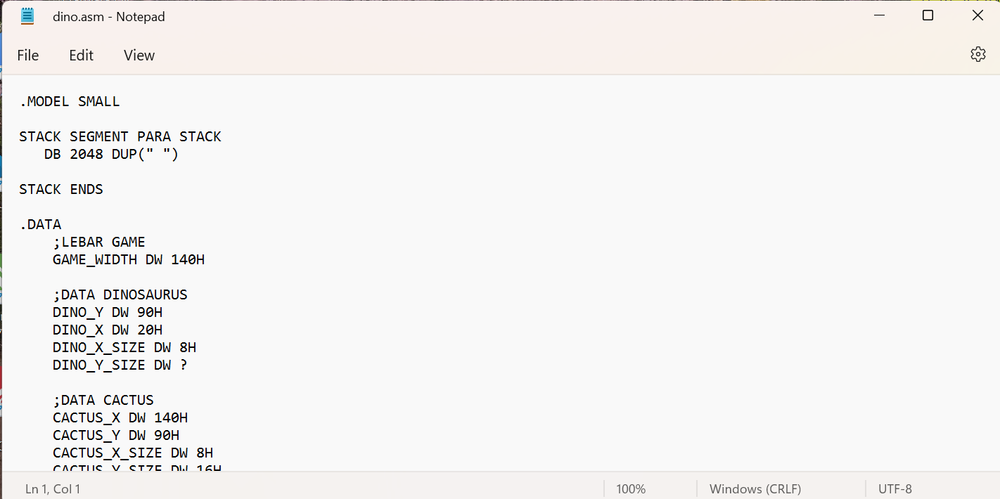 dino.asm - Notepad
File Edit View
.MODEL SMALL
STACK SEGMENT PARA STACK
DB 2048 DUP(" ")
STACK ENDS
.DATA
;LEBAR GAME
GAME_WIDTH DW 140H
;DATA DINOSAURUS
DINO_Y DW 90H
DINO_X DW 20H
DINO_X_SIZE DW 8H
DINO_Y_SIZE DW ?
;DATA CACTUS
CACTUS_X DW 140H
CACTUS_Y DW 90H
CACTUS_X_SIZE DW 8H
CACTUS_Y_SIZE DW 16H
Ln 1, Col 1 100% Windows (CRLF) UTF-8